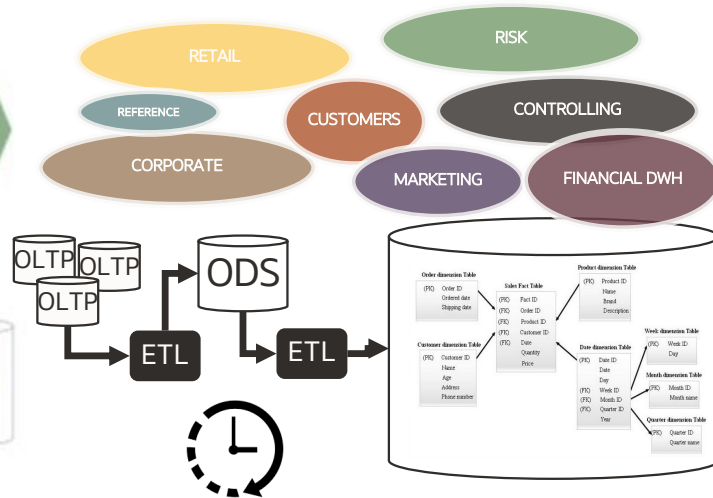 RETAIL
RISK
REFERENCE
CUSTOMERS
CONTROLLING
CORPORATE
MARKETING
FINANCIAL DWH
OLTP
OLTP
OLTP
ETL
ODS
ETL
Order dimension Table
(PK) Order ID
Ordered date
Shipping date
Customer dimension Table
(PK) Customer ID
Name
Age
Address
Phone number
Sales Fact Table
(PK) Fact ID
(FK) Order ID
(FK) Product ID
(FK) Customer ID
(FK) Date
Quantity
Price
Product dimension Table
(PK) Product ID
Name
Brand
Description
Date dimension Table
(PK) Date ID
Date
Day
(FK) Week ID
(FK) Month ID
(FK) Quarter ID
Year
Week dimension Table
(PK) Week ID
Day
Month dimension Table
(PK) Month ID
Month name
Quarter dimension Table
(PK) Quarter ID
Quarter name